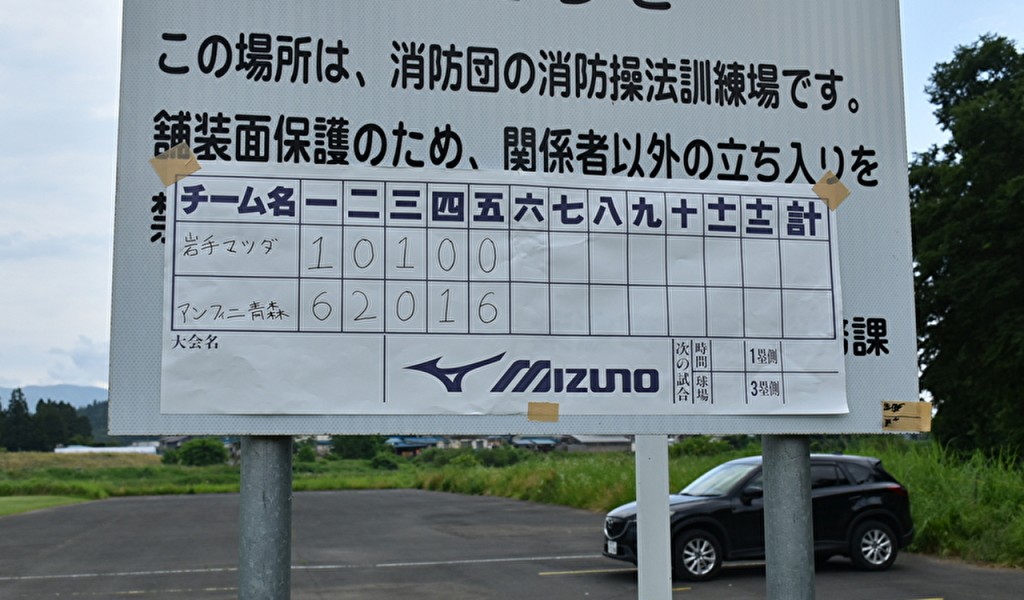 この場所は、消防団の消防操法訓練場です。
舗装面保護のため、関係者以外の立ち入りを
チーム名 一 二 三 四 五 六 七 八 九 十 十一 十二 計
岩手マツダ 1 0 1 0 0
アンフィニ青森 6 2 0 1 6
大会名
MIZUNO
次の試合
時間
球場
1塁側
3塁側
課